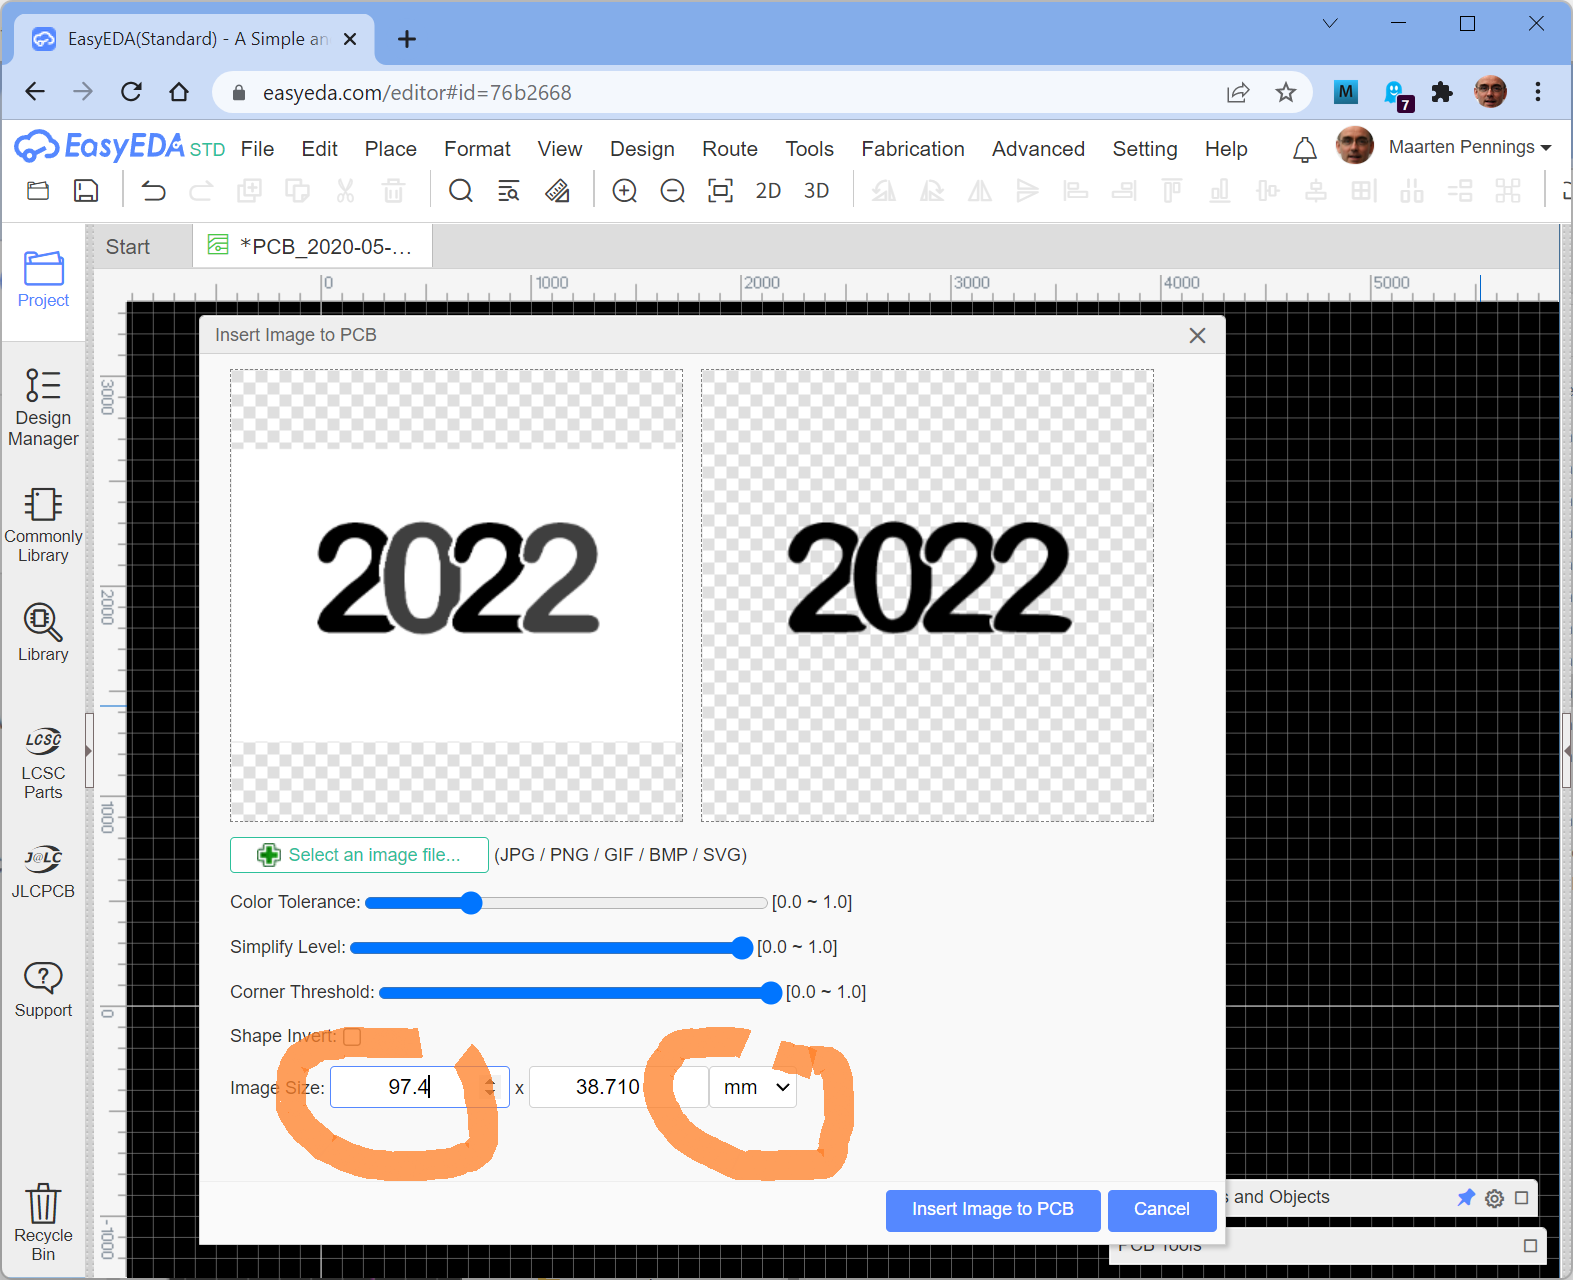 EasyEDA(Standard) - A Simple an
easyeda.com/editor#id=76b2668
M
7
EasyEDA STD File Edit Place Format View Design Route Tools Fabrication Advanced Setting Help Maarten Pennings
2D 3D
Start *PCB_2020-05-...
0 1000 2000 3000 4000 5000
3000
2000
1000
0
-1000
Project
Design
Manager
Commonly
Library
Library
LCSC
LCSC
Parts
J@LC
JLCPCB
Support
Recycle
Bin
Insert Image to PCB
2022
2022
Select an image file... (JPG / PNG / GIF / BMP / SVG)
Color Tolerance: [0.0 ~ 1.0]
Simplify Level: [0.0 ~ 1.0]
Corner Threshold: [0.0 ~ 1.0]
Shape Invert:
Image Size: 97.4 x 38.710 mm
Insert Image to PCB Cancel
and Objects
PCB Tools